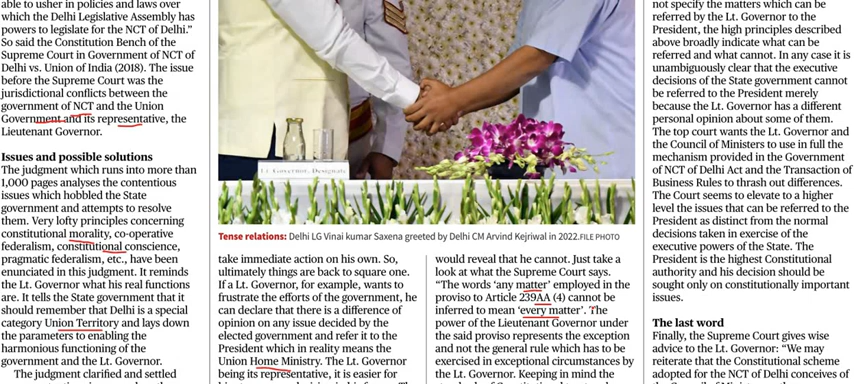 able to usher in policies and laws over
which the Delhi Legislative Assembly has
powers to legislate for the NCT of Delhi.”
So said the Constitution Bench of the
Supreme Court in Government of NCT of
Delhi vs. Union of India (2018). The issue
before the Supreme Court was the
jurisdictional conflicts between the
government of NCT and the Union
Government and its representative, the
Lieutenant Governor.
Issues and possible solutions
The judgment which runs into more than
1,000 pages analyses the contentious
issues which hobbled the State
government and attempts to resolve
them. Very lofty principles concerning
constitutional morality, co-operative
federalism, constitutional conscience,
pragmatic federalism, etc., have been
enunciated in this judgment. It reminds
the Lt. Governor what his real functions
are. It tells the State government that it
should remember that Delhi is a special
category Union Territory and lays down
the parameters to enabling the
harmonious functioning of the
government and the Lt. Governor.
The judgment clarified and settled
Lt. Governor, Designate
Tense relations: Delhi LG Vinai kumar Saxena greeted by Delhi CM Arvind Kejriwal in 2022. FILE PHOTO
take immediate action on his own. So,
ultimately things are back to square one.
If a Lt. Governor, for example, wants to
frustrate the efforts of the government, he
can declare that there is a difference of
opinion on any issue decided by the
elected government and refer it to the
President which in reality means the
Union Home Ministry. The Lt. Governor
being its representative, it is easier for
would reveal that he cannot. Just take a
look at what the Supreme Court says.
“The words ‘any matter’ employed in the
proviso to Article 239AA (4) cannot be
inferred to mean ‘every matter’. The
power of the Lieutenant Governor under
the said proviso represents the exception
and not the general rule which has to be
exercised in exceptional circumstances by
the Lt. Governor. Keeping in mind the
not specify the matters which can be
referred by the Lt. Governor to the
President, the high principles described
above broadly indicate what can be
referred and what cannot. In any case it is
unambiguously clear that the executive
decisions of the State government cannot
be referred to the President merely
because the Lt. Governor has a different
personal opinion about some of them.
The top court wants the Lt. Governor and
the Council of Ministers to use in full the
mechanism provided in the Government
of NCT of Delhi Act and the Transaction of
Business Rules to thrash out differences.
The Court seems to elevate to a higher
level the issues that can be referred to the
President as distinct from the normal
decisions taken in exercise of the
executive powers of the State. The
President is the highest Constitutional
authority and his decision should be
sought only on constitutionally important
issues.
The last word
Finally, the Supreme Court gives wise
advice to the Lt. Governor: “We may
reiterate that the Constitutional scheme
adopted for the NCT of Delhi conceives of